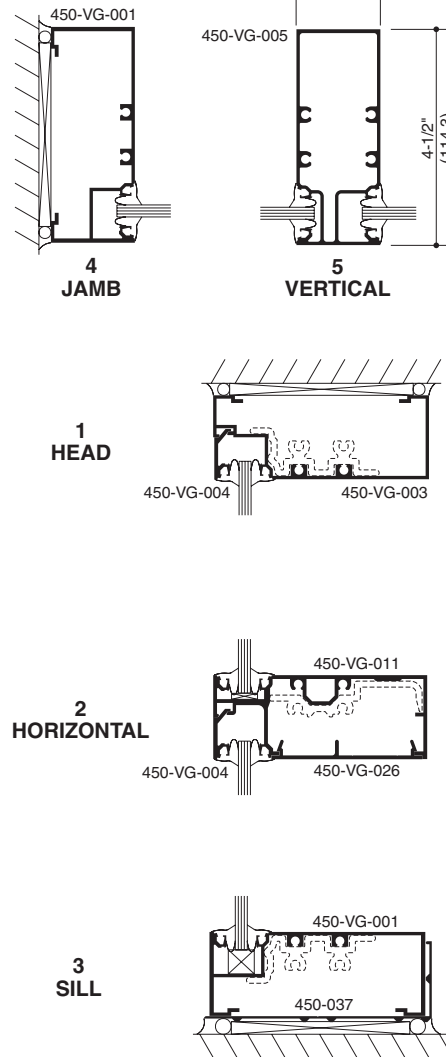 450-VG-001
450-VG-005
4-1/2"
(114.3)
4
JAMB
5
VERTICAL
1
HEAD
450-VG-004
450-VG-003
450-VG-011
2
HORIZONTAL
450-VG-004
450-VG-026
450-VG-001
3
SILL
450-037